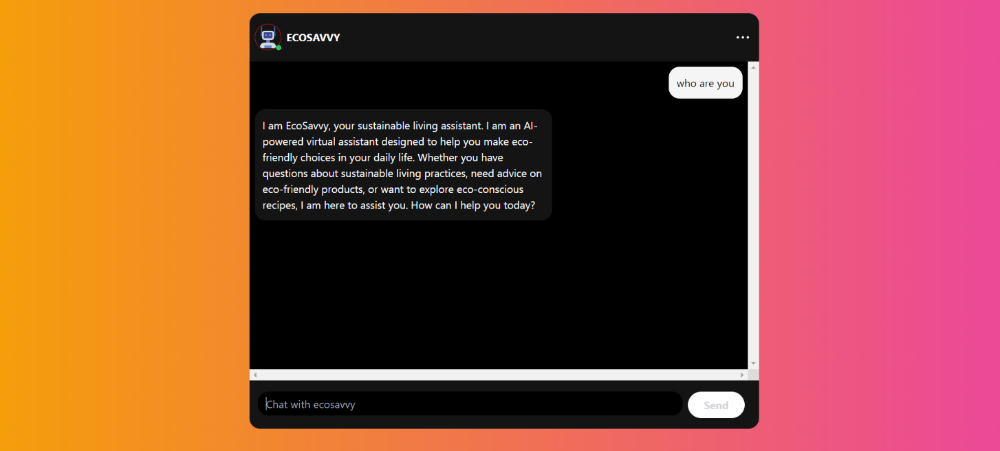 ECOSAVVY
who are you
I am EcoSavvy, your sustainable living assistant. I am an AI-
powered virtual assistant designed to help you make eco-
friendly choices in your daily life. Whether you have
questions about sustainable living practices, need advice on
eco-friendly products, or want to explore eco-conscious
recipes, I am here to assist you. How can I help you today?
Chat with ecosavvy
Send